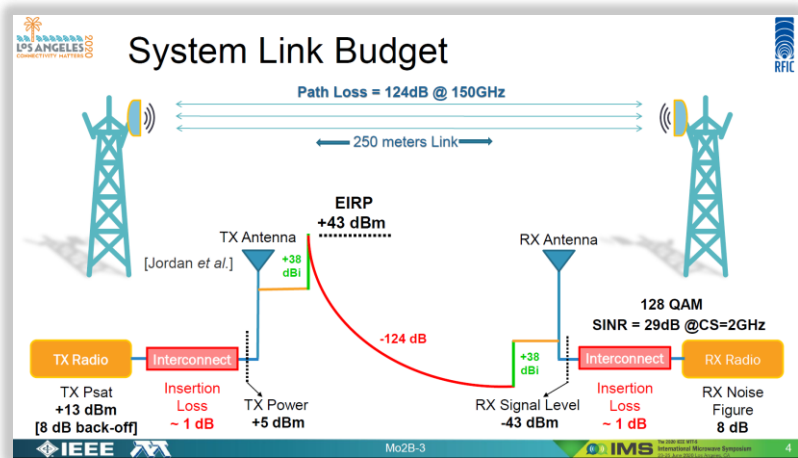 LOS ANGELES
2020
CONNECTIVITY MATTERS
System Link Budget
RFIC
Path Loss = 124dB @ 150GHz
250 meters Link
EIRP
+43 dBm
TX Antenna
RX Antenna
[Jordan et al.]
+38
dBi
-124 dB
+38
dBi
128 QAM
SINR = 29dB @CS=2GHz
TX Radio
Interconnect
Interconnect
RX Radio
TX Psat
+13 dBm
[8 dB back-off]
Insertion
Loss
~ 1 dB
TX Power
+5 dBm
RX Signal Level
-43 dBm
Insertion
Loss
~ 1 dB
RX Noise
Figure
8 dB
IEEE
Mo2B-3
IMS
International Microwave Symposium
4